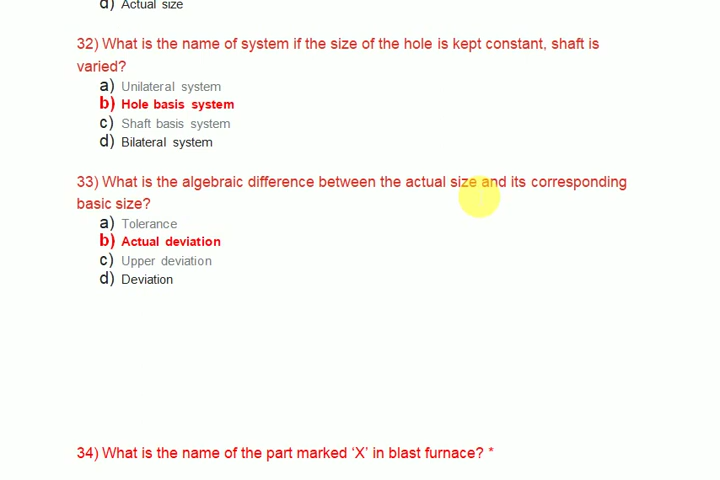 d) Actual size
32) What is the name of system if the size of the hole is kept constant, shaft is
varied?
a) Unilateral system
b) Hole basis system
c) Shaft basis system
d) Bilateral system
33) What is the algebraic difference between the actual size and its corresponding
basic size?
a) Tolerance
b) Actual deviation
c) Upper deviation
d) Deviation
34) What is the name of the part marked ‘X’ in blast furnace? *